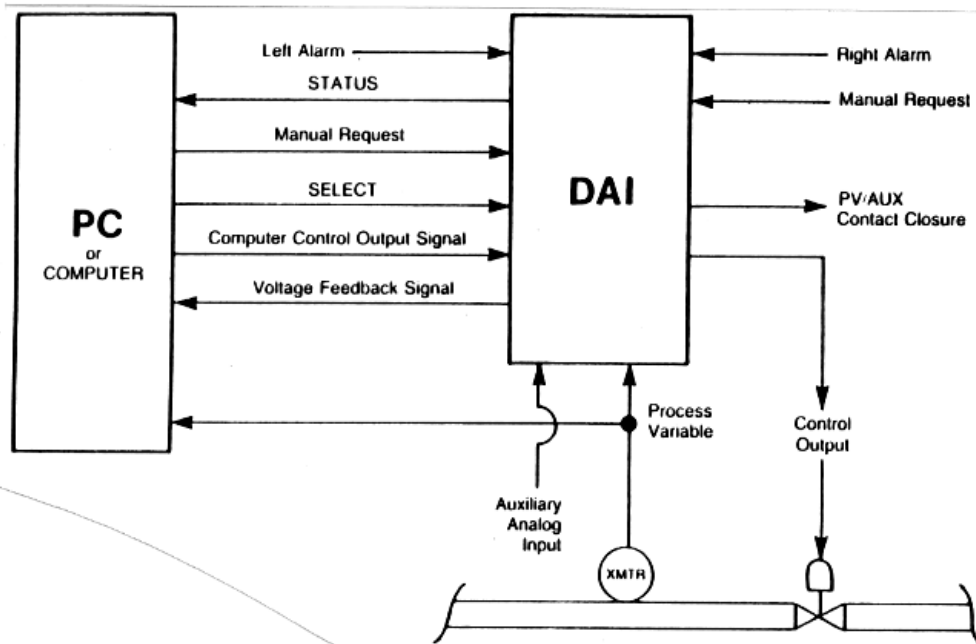 Left Alarm
Right Alarm
STATUS
Manual Request
Manual Request
SELECT
PV/AUX
Contact Closure
PC
or
COMPUTER
DAI
Computer Control Output Signal
Voltage Feedback Signal
Process
Variable
Control
Output
Auxiliary
Analog
Input
XMTR